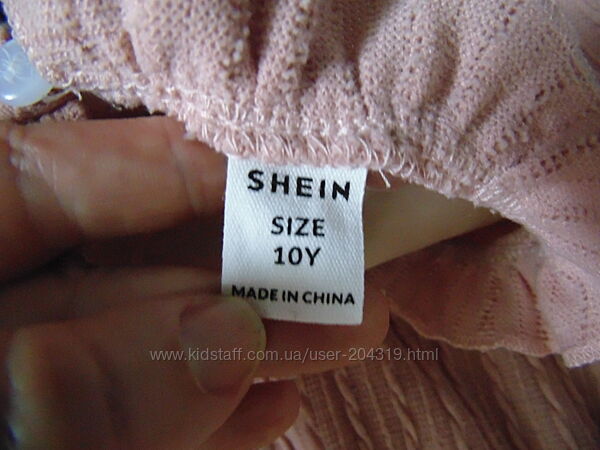 SHEIN
SIZE
10Y
MADE IN CHINA
www.kidstaff.com.ua/user-204319.html